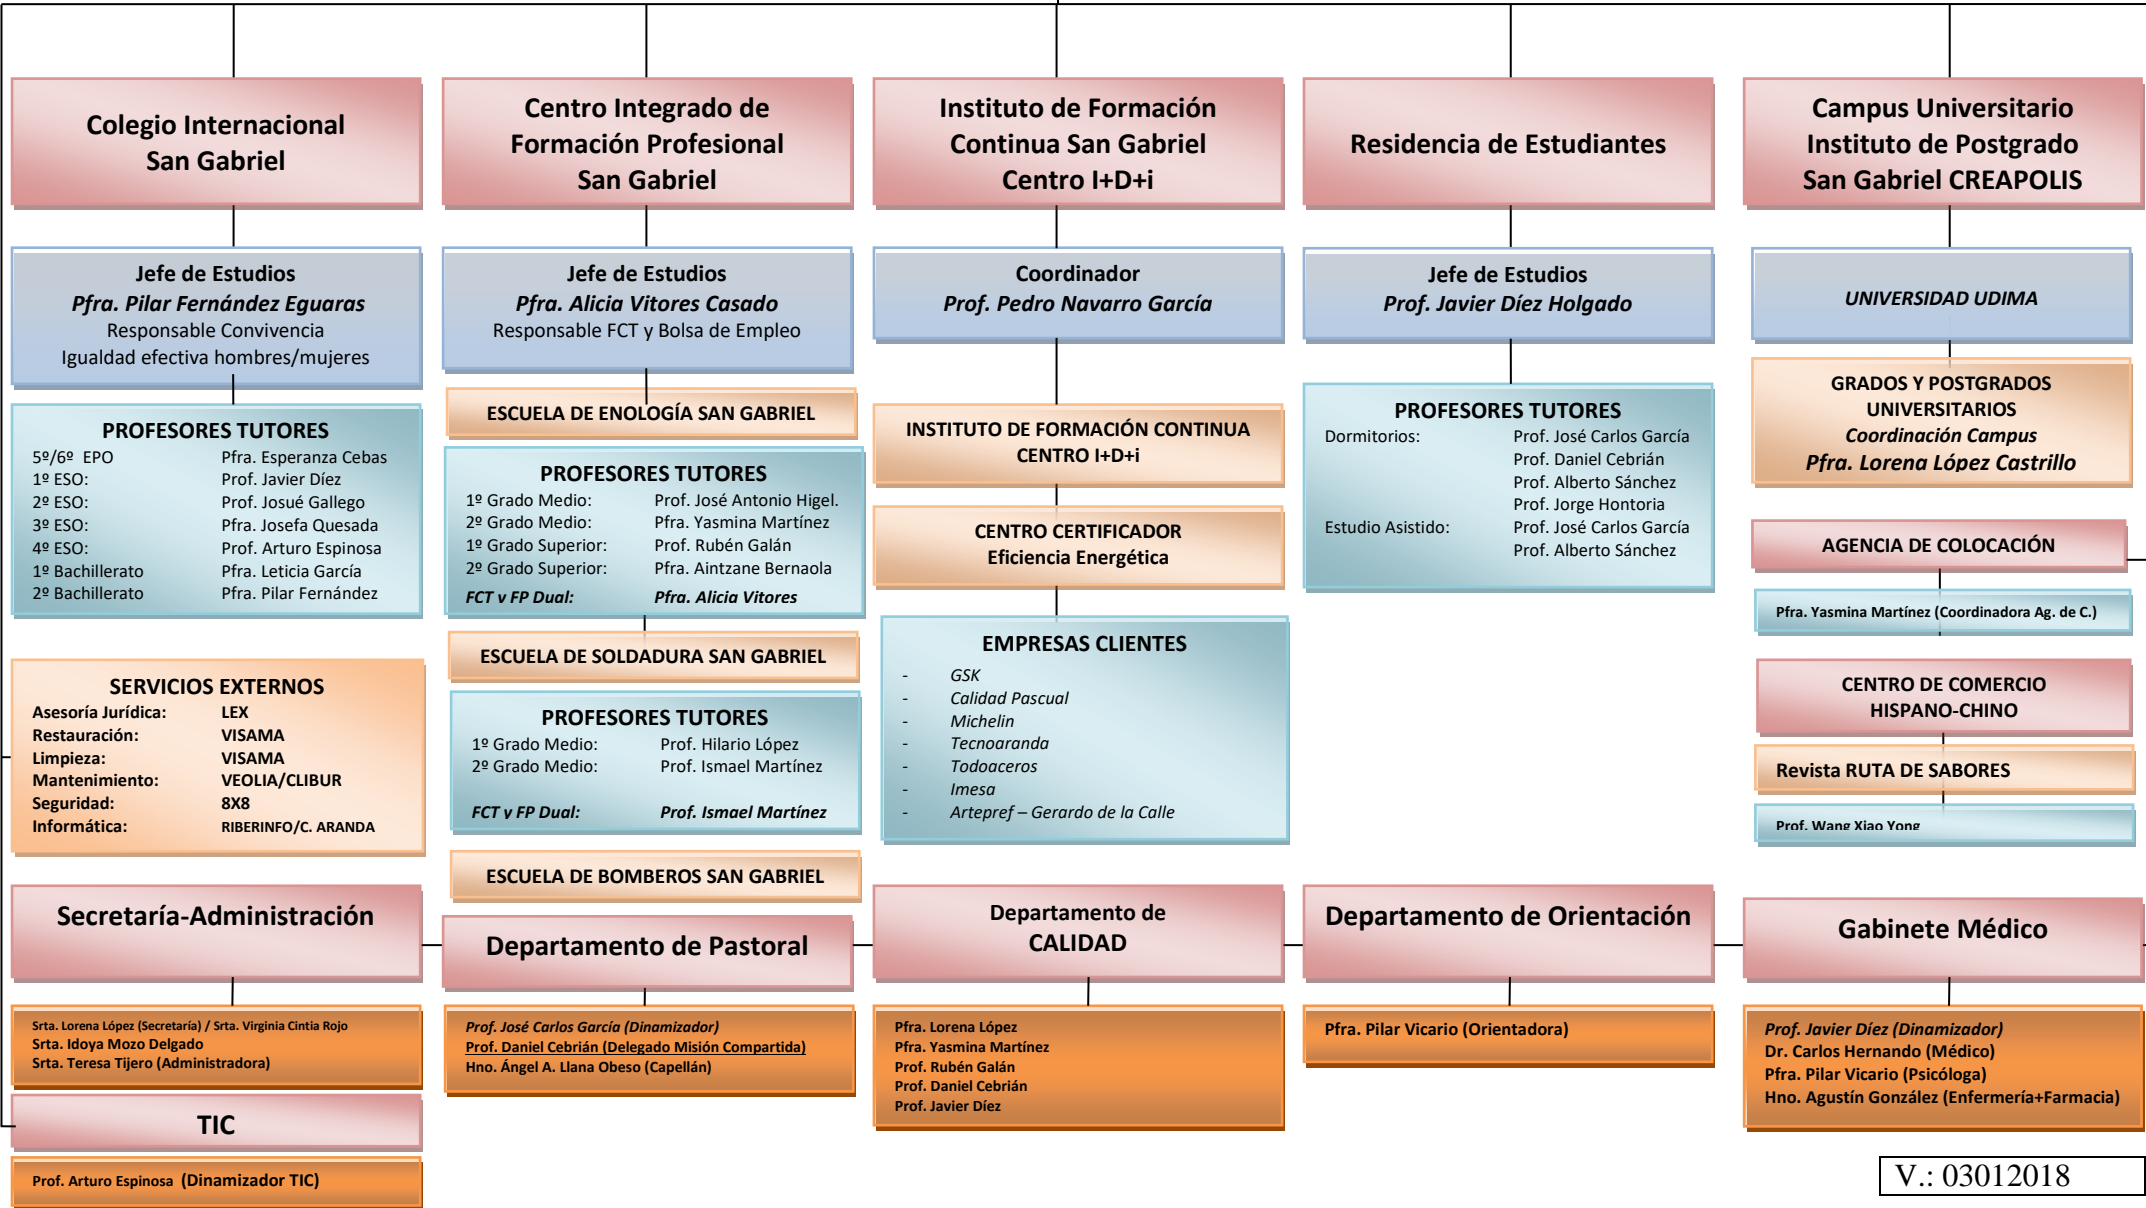 Colegio Internacional
San Gabriel
Jefe de Estudios
Pfra. Pilar Fernández Eguaras
Responsable Convivencia
Igualdad efectiva hombres/mujeres
PROFESORES TUTORES
5º/6º EPO Pfra. Esperanza Cebas
1º ESO: Prof. Javier Díez
2º ESO: Prof. Josué Gallego
3º ESO: Pfra. Josefa Quesada
4º ESO: Prof. Arturo Espinosa
1º Bachillerato Pfra. Leticia García
2º Bachillerato Pfra. Pilar Fernández
SERVICIOS EXTERNOS
Asesoría Jurídica: LEX
Restauración: VISAMA
Limpieza: VISAMA
Mantenimiento: VEOLIA/CLIBUR
Seguridad: 8X8
Informática: RIBERINFO/C. ARANDA
Centro Integrado de
Formación Profesional
San Gabriel
Jefe de Estudios
Pfra. Alicia Vitores Casado
Responsable FCT y Bolsa de Empleo
ESCUELA DE ENOLOGÍA SAN GABRIEL
PROFESORES TUTORES
1º Grado Medio: Prof. José Antonio Higel.
2º Grado Medio: Pfra. Yasmina Martínez
1º Grado Superior: Prof. Rubén Galán
2º Grado Superior: Pfra. Aintzane Bernaola
FCT y FP Dual: Pfra. Alicia Vitores
ESCUELA DE SOLDADURA SAN GABRIEL
PROFESORES TUTORES
1º Grado Medio: Prof. Hilario López
2º Grado Medio: Prof. Ismael Martínez
FCT y FP Dual: Prof. Ismael Martínez
ESCUELA DE BOMBEROS SAN GABRIEL
Instituto de Formación
Continua San Gabriel
Centro I+D+i
Coordinador
Prof. Pedro Navarro García
INSTITUTO DE FORMACIÓN CONTINUA
CENTRO I+D+i
CENTRO CERTIFICADOR
Eficiencia Energética
EMPRESAS CLIENTES
- GSK
- Calidad Pascual
- Michelin
- Tecnoaranda
- Todoaceros
- Imesa
- Artepref – Gerardo de la Calle
Residencia de Estudiantes
Jefe de Estudios
Prof. Javier Díez Holgado
PROFESORES TUTORES
Dormitorios: Prof. José Carlos García
Prof. Daniel Cebrián
Prof. Alberto Sánchez
Prof. Jorge Hontoria
Estudio Asistido: Prof. José Carlos García
Prof. Alberto Sánchez
Campus Universitario
Instituto de Postgrado
San Gabriel CREAPOLIS
UNIVERSIDAD UDIMA
GRADOS Y POSTGRADOS
UNIVERSITARIOS
Coordinación Campus
Pfra. Lorena López Castrillo
AGENCIA DE COLOCACIÓN
Pfra. Yasmina Martínez (Coordinadora Ag. de C.)
CENTRO DE COMERCIO
HISPANO-CHINO
Revista RUTA DE SABORES
Prof. Wang Xiao Yong
Secretaría-Administración
Srta. Lorena López (Secretaría) / Srta. Virginia Cintia Rojo
Srta. Idoya Mozo Delgado
Srta. Teresa Tijero (Administradora)
TIC
Prof. Arturo Espinosa (Dinamizador TIC)
Departamento de Pastoral
Prof. José Carlos García (Dinamizador)
Prof. Daniel Cebrián (Delegado Misión Compartida)
Hno. Ángel A. Llana Obeso (Capellán)
Departamento de
CALIDAD
Pfra. Lorena López
Pfra. Yasmina Martínez
Prof. Rubén Galán
Prof. Daniel Cebrián
Prof. Javier Díez
Departamento de Orientación
Pfra. Pilar Vicario (Orientadora)
Gabinete Médico
Prof. Javier Díez (Dinamizador)
Dr. Carlos Hernando (Médico)
Pfra. Pilar Vicario (Psicóloga)
Hno. Agustín González (Enfermería+Farmacia)
V.: 03012018